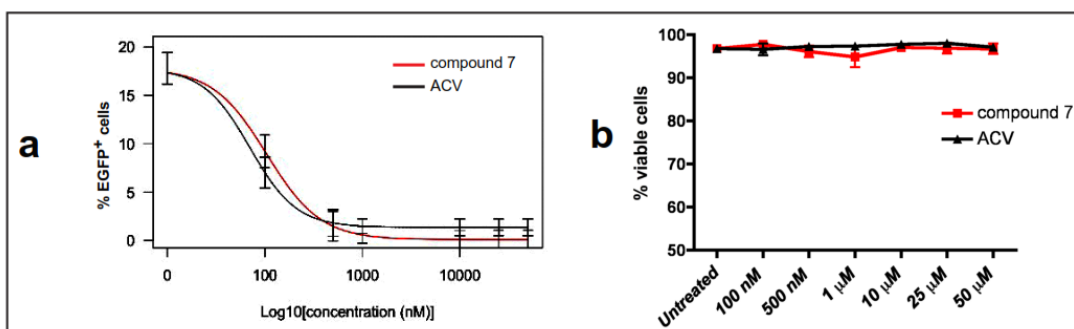 a
20
15
10
5
0
% EGFP+ cells
compound 7
ACV
0 100 1000 10000
Log10[concentration (nM)]
b
100
90
80
70
60
50
% viable cells
compound 7
ACV
Untreated
100 nM
500 nM
1 µM
10 µM
25 µM
50 µM